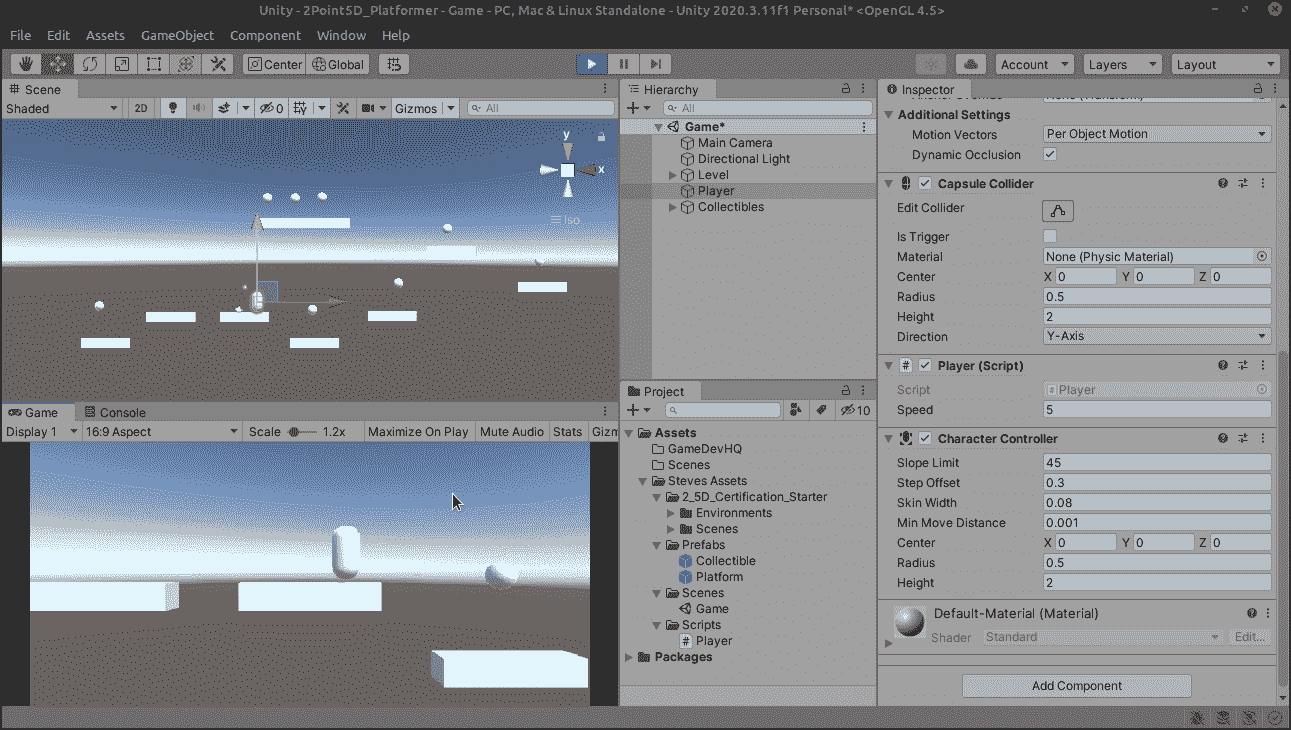 Unity - 2Point5D_Platformer - Game - PC, Mac & Linux Standalone - Unity 2020.3.11f1 Personal* <OpenGL 4.5>
File Edit Assets GameObject Component Window Help
Center Global Account Layers Layout
Scene
Shaded 2D 0 Gizmos All
y
x
Iso
Game Console
Display 1 16:9 Aspect Scale 1.2x Maximize On Play Mute Audio Stats Gizm
Hierarchy
All
Game*
Main Camera
Directional Light
Level
Player
Collectibles
Project
10
Assets
GameDevHQ
Scenes
Steves Assets
2_5D_Certification_Starter
Environments
Scenes
Prefabs
Collectible
Platform
Scenes
Game
Scripts
Player
Packages
Inspector
Additional Settings
Motion Vectors Per Object Motion
Dynamic Occlusion
Capsule Collider
Edit Collider
Is Trigger
Material None (Physic Material)
Center X 0 Y 0 Z 0
Radius 0.5
Height 2
Direction Y-Axis
Player (Script)
Script Player
Speed 5
Character Controller
Slope Limit 45
Step Offset 0.3
Skin Width 0.08
Min Move Distance 0.001
Center X 0 Y 0 Z 0
Radius 0.5
Height 2
Default-Material (Material)
Shader Standard Edit...
Add Component